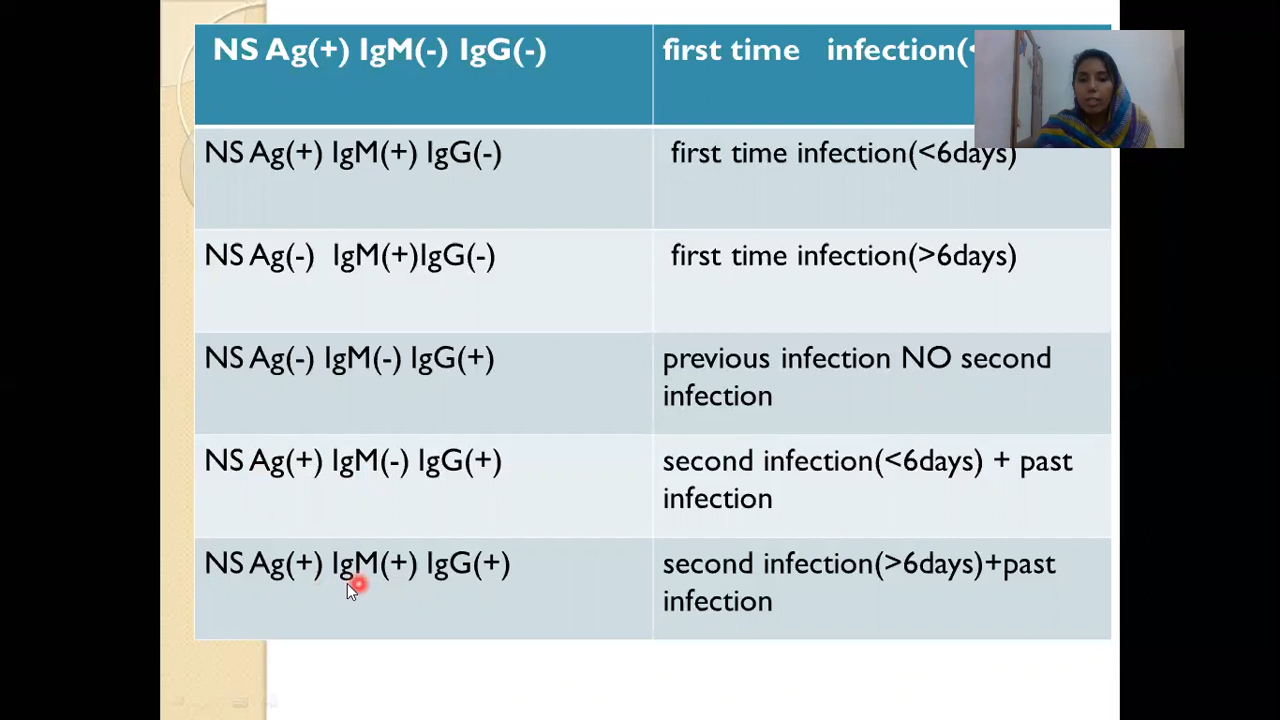 NS Ag(+) IgM(-) IgG(-)
first time infection(<
NS Ag(+) IgM(+) IgG(-)
first time infection(<6days)
NS Ag(-) IgM(+)IgG(-)
first time infection(>6days)
NS Ag(-) IgM(-) IgG(+)
previous infection NO second
infection
NS Ag(+) IgM(-) IgG(+)
second infection(<6days) + past
infection
NS Ag(+) IgM(+) IgG(+)
second infection(>6days)+past
infection